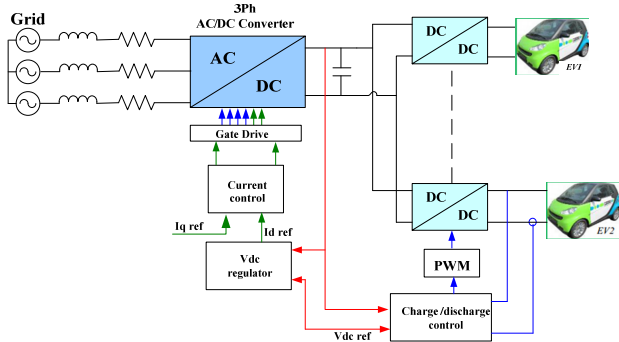 Grid
3Ph
AC/DC Converter
AC
DC
Gate Drive
Current
control
Iq ref
Id ref
Vdc
regulator
Vdc ref
DC
DC
EV1
DC
DC
EV2
PWM
Charge/discharge
control